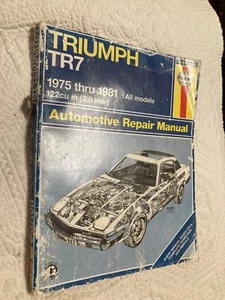 TRIUMPH
TR7
1975 thru 1981 All models
122cu in (2.0 liter)
Automotive Repair Manual